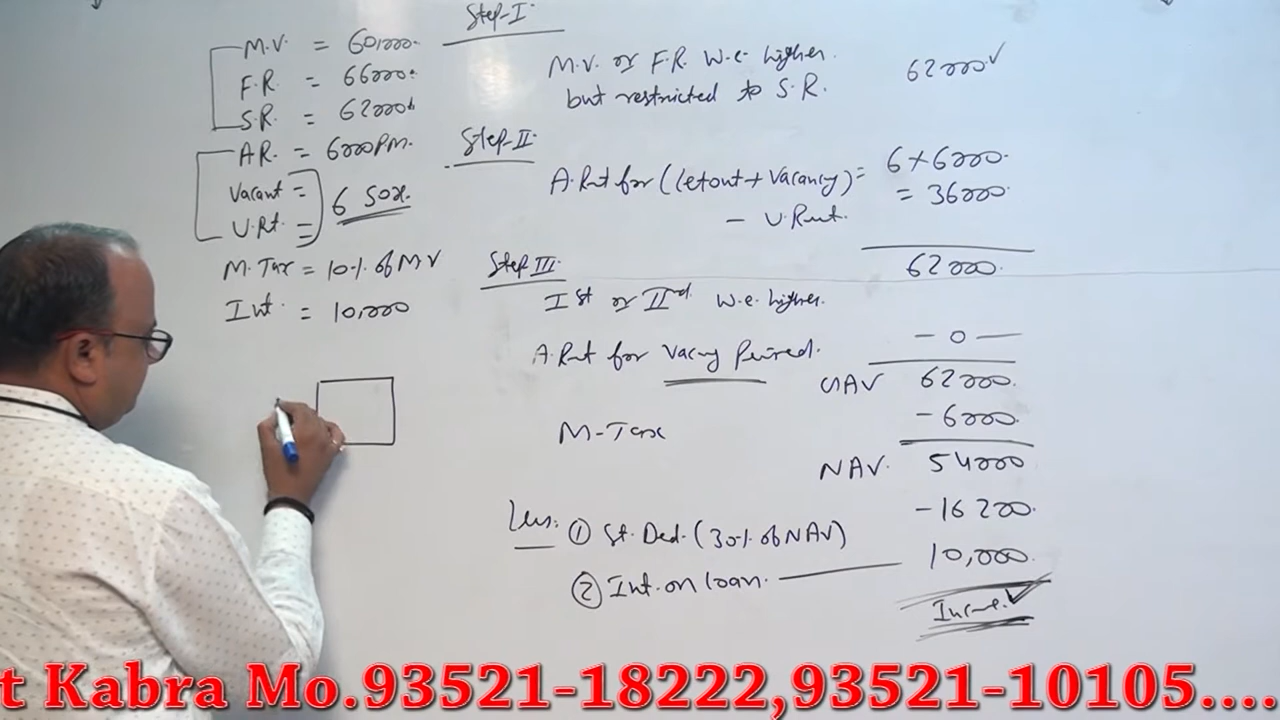 M.V. = 60,000.
F.R. = 66000.
S.R. = 62000
A.R. = 6000 P.M.
Vacant =
U.Rt. =
6 SOX.
M.Tax = 10% of M V
Int. = 10,000
Step-I.
M.V. or F.R. W.e. higher.
but restricted to S.R.
62000✓
Step-II.
A.Rent for (letout + Vacancy) = 6 × 6000.
= 36000.
- U.Rent.
62000.
Step III.
Ist or IInd. W.e. higher.
A.Rent for Vacancy Period. - 0 -
GAV 62000.
M-Tax - 6000.
NAV. 54000
Less: ① St. Ded. (30% of NAV) - 16200.
② Int. on loan. 10,000.
Income.✓
t Kabra Mo.93521-18222,93521-10105....